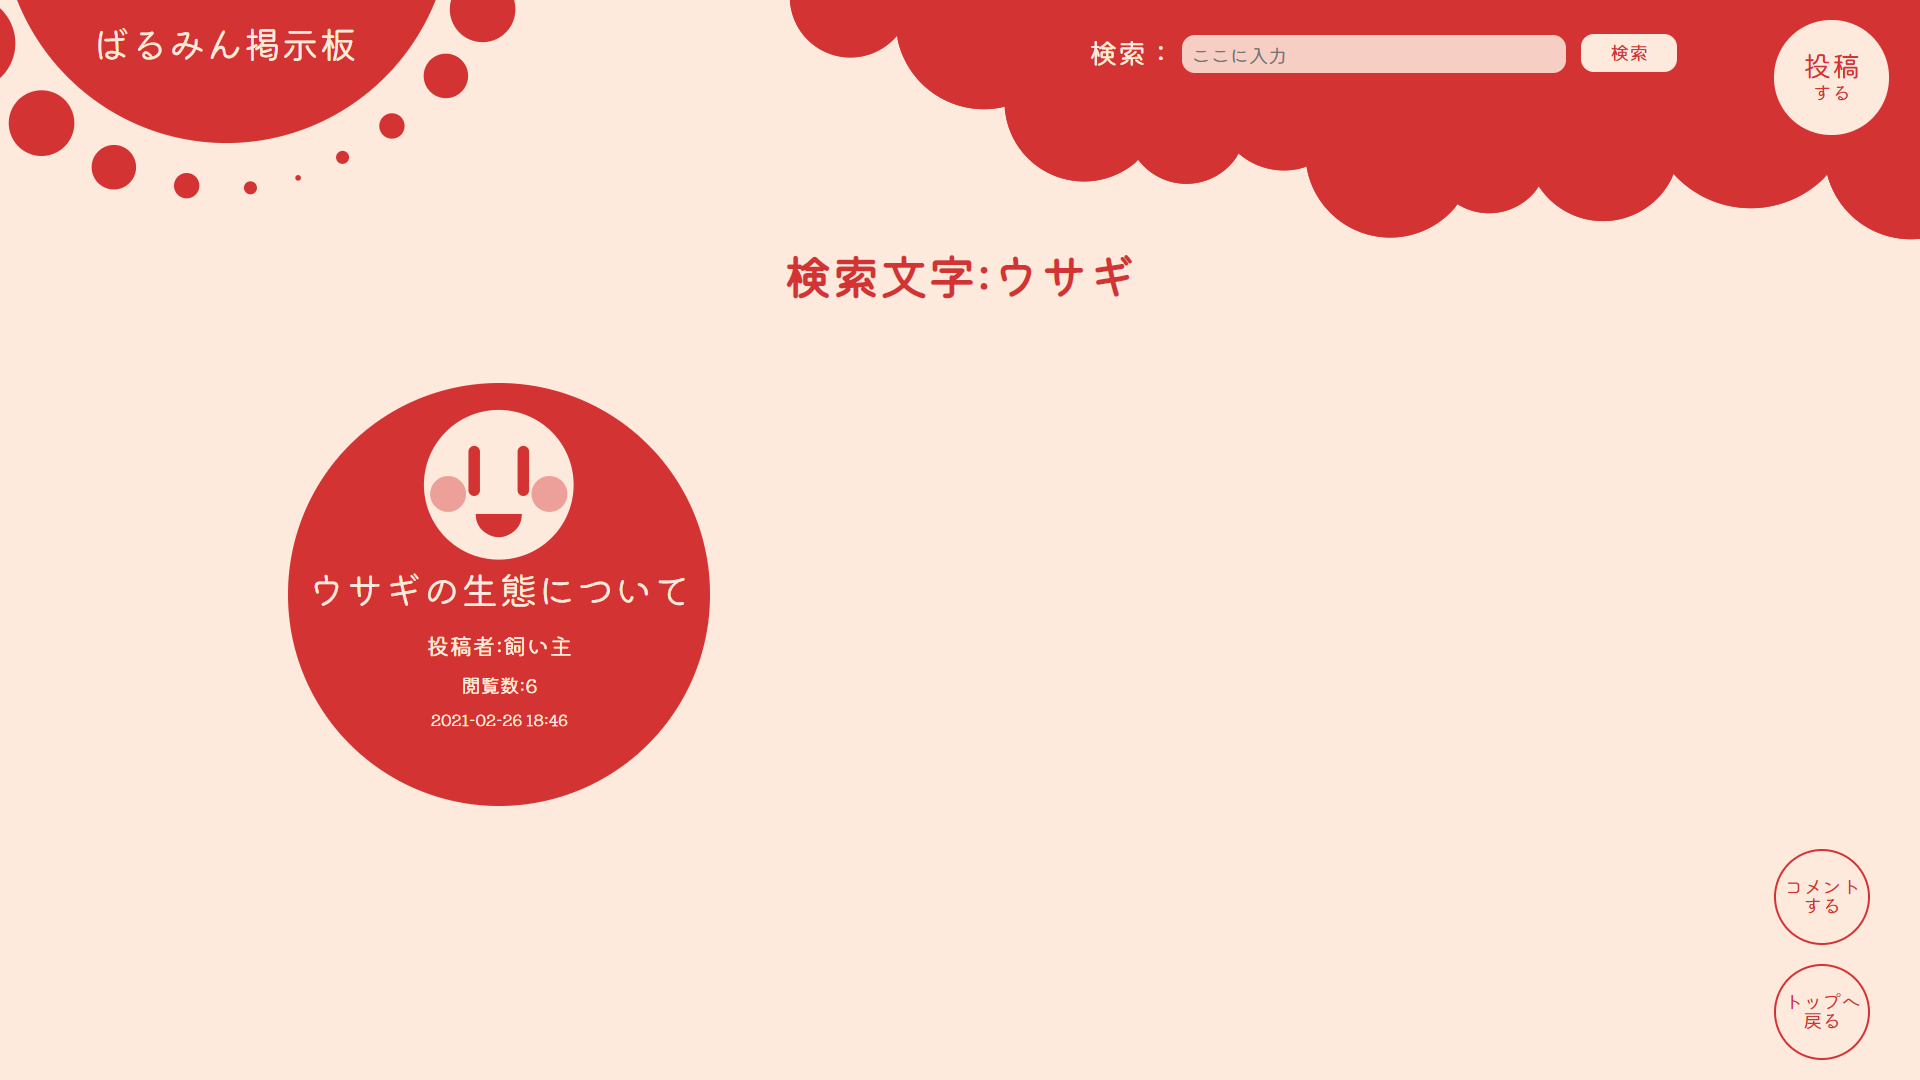 ばるみん掲示板
検索：
ここに入力
検索
投稿
する
検索文字:ウサギ
ウサギの生態について
投稿者:飼い主
閲覧数:6
2021-02-26 18:46
コメント
する
トップへ
戻る